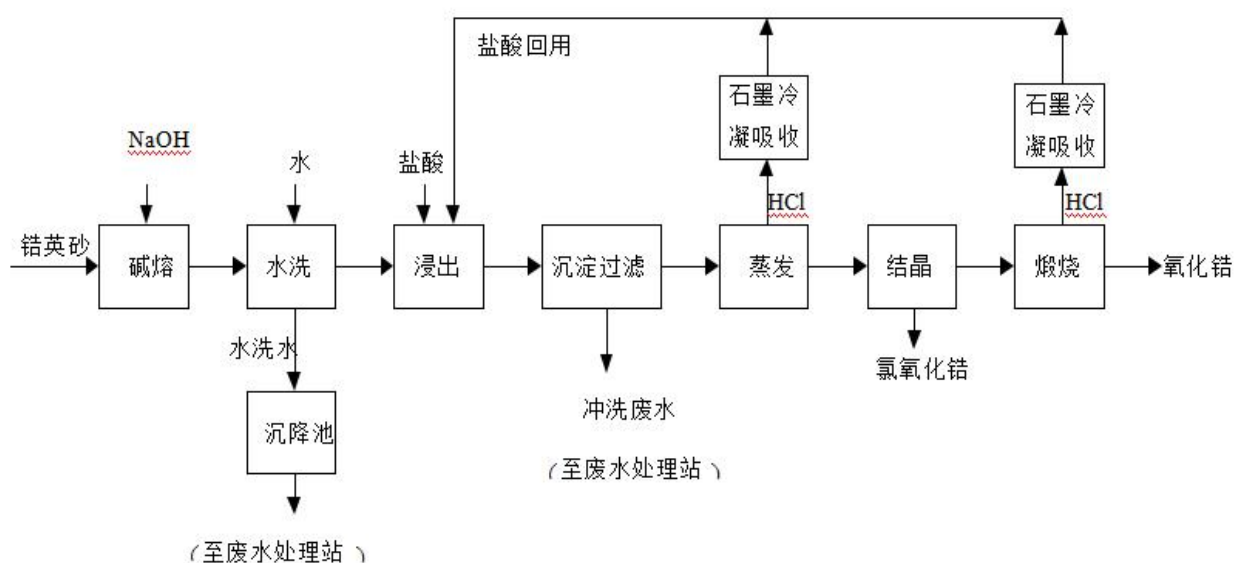 盐酸回用
石墨冷
凝吸收
石墨冷
凝吸收
NaOH
水
盐酸
HCl
HCl
锆英砂
碱熔
水洗
浸出
沉淀过滤
蒸发
结晶
煅烧
氧化锆
水洗水
氯氧化锆
冲洗废水
沉降池
(至废水处理站)
(至废水处理站)